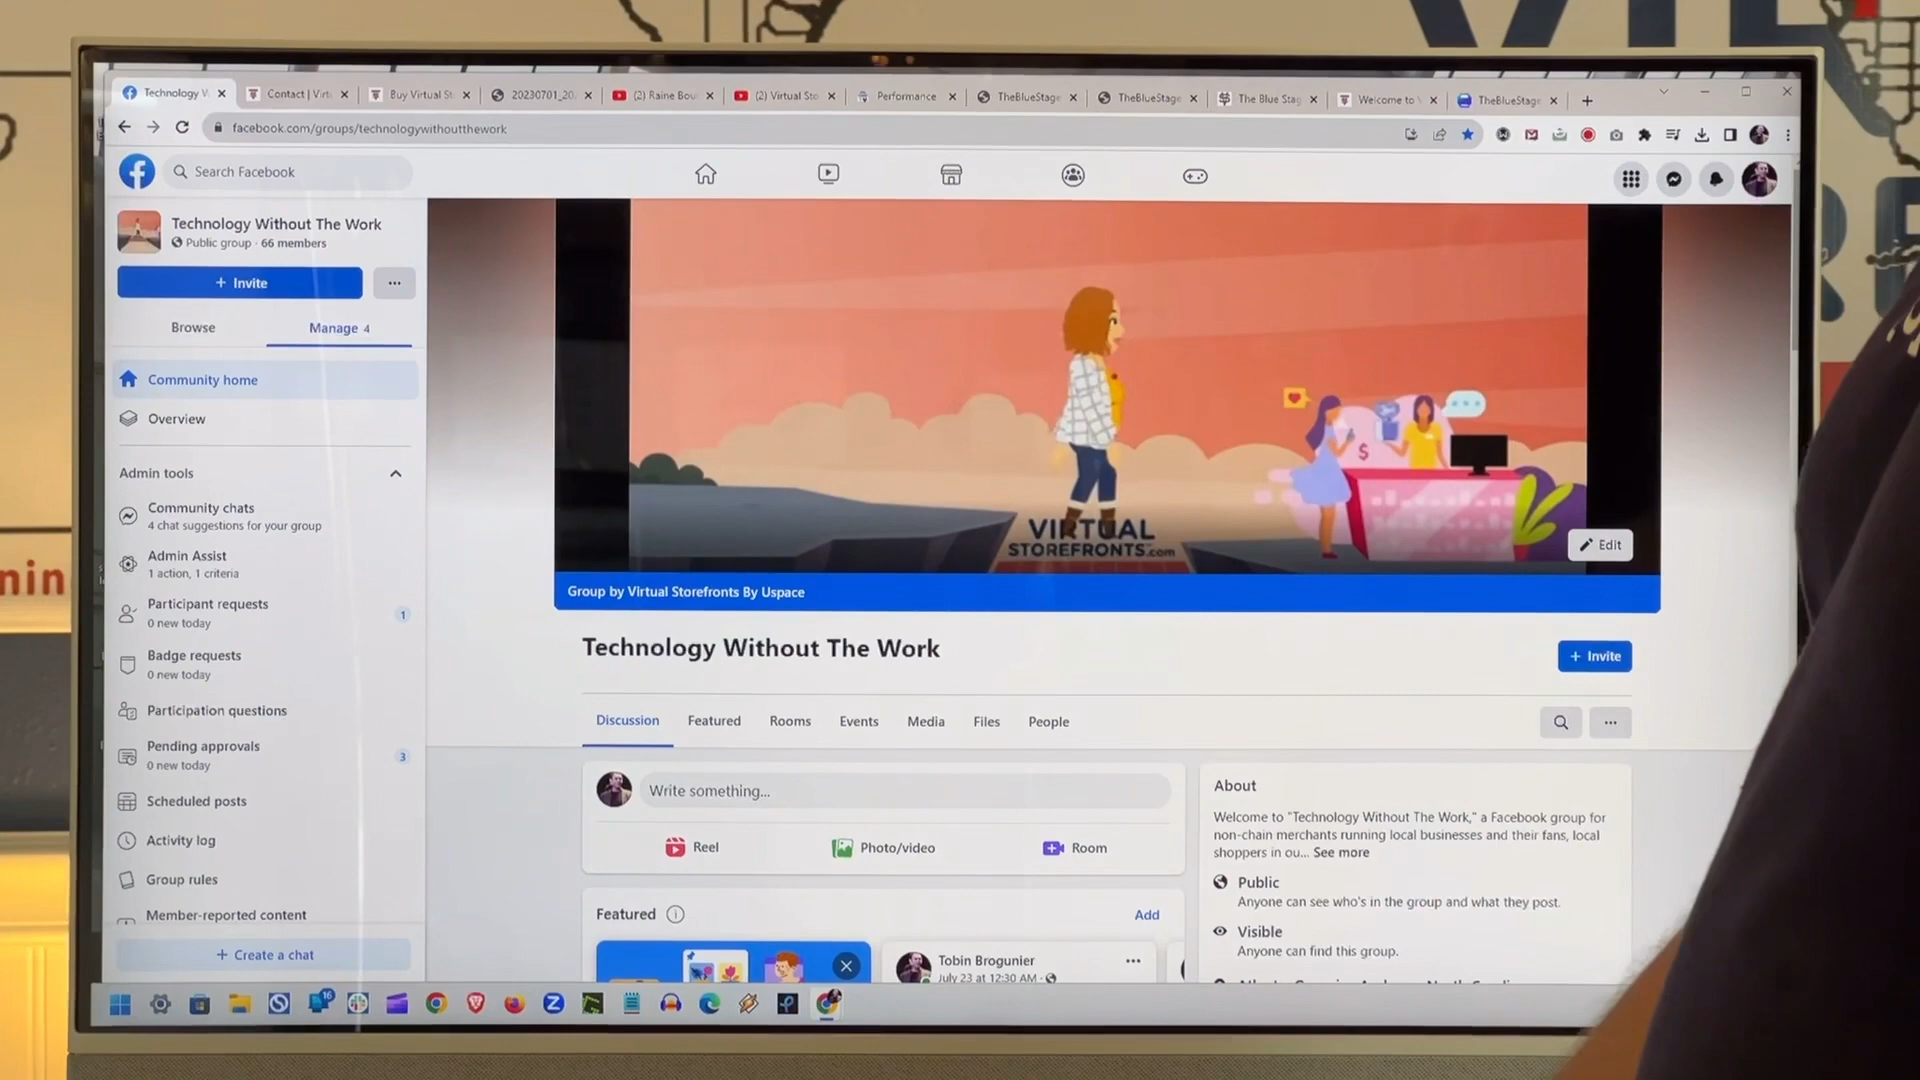 Technology W
Contact | Virtu
Buy Virtual St
20230701_20
(2) Raine Bou
(2) Virtual Sto
Performance
TheBlueStage
TheBlueStage
The Blue Stag
Welcome to V
TheBlueStage
facebook.com/groups/technologywithoutthework
Search Facebook
Technology Without The Work
Public group · 66 members
+ Invite
Browse
Manage 4
Community home
Overview
Admin tools
Community chats
4 chat suggestions for your group
Admin Assist
1 action, 1 criteria
Participant requests
0 new today
1
Badge requests
0 new today
Participation questions
Pending approvals
0 new today
3
Scheduled posts
Activity log
Group rules
Member-reported content
+ Create a chat
VIRTUAL
STOREFRONTS.com
Edit
Group by Virtual Storefronts By Uspace
Technology Without The Work
+ Invite
Discussion
Featured
Rooms
Events
Media
Files
People
Write something...
Reel
Photo/video
Room
Featured
Add
Tobin Brogunier
July 23 at 12:30 AM ·
About
Welcome to "Technology Without The Work," a Facebook group for
non-chain merchants running local businesses and their fans, local
shoppers in ou... See more
Public
Anyone can see who's in the group and what they post.
Visible
Anyone can find this group.
16
nin